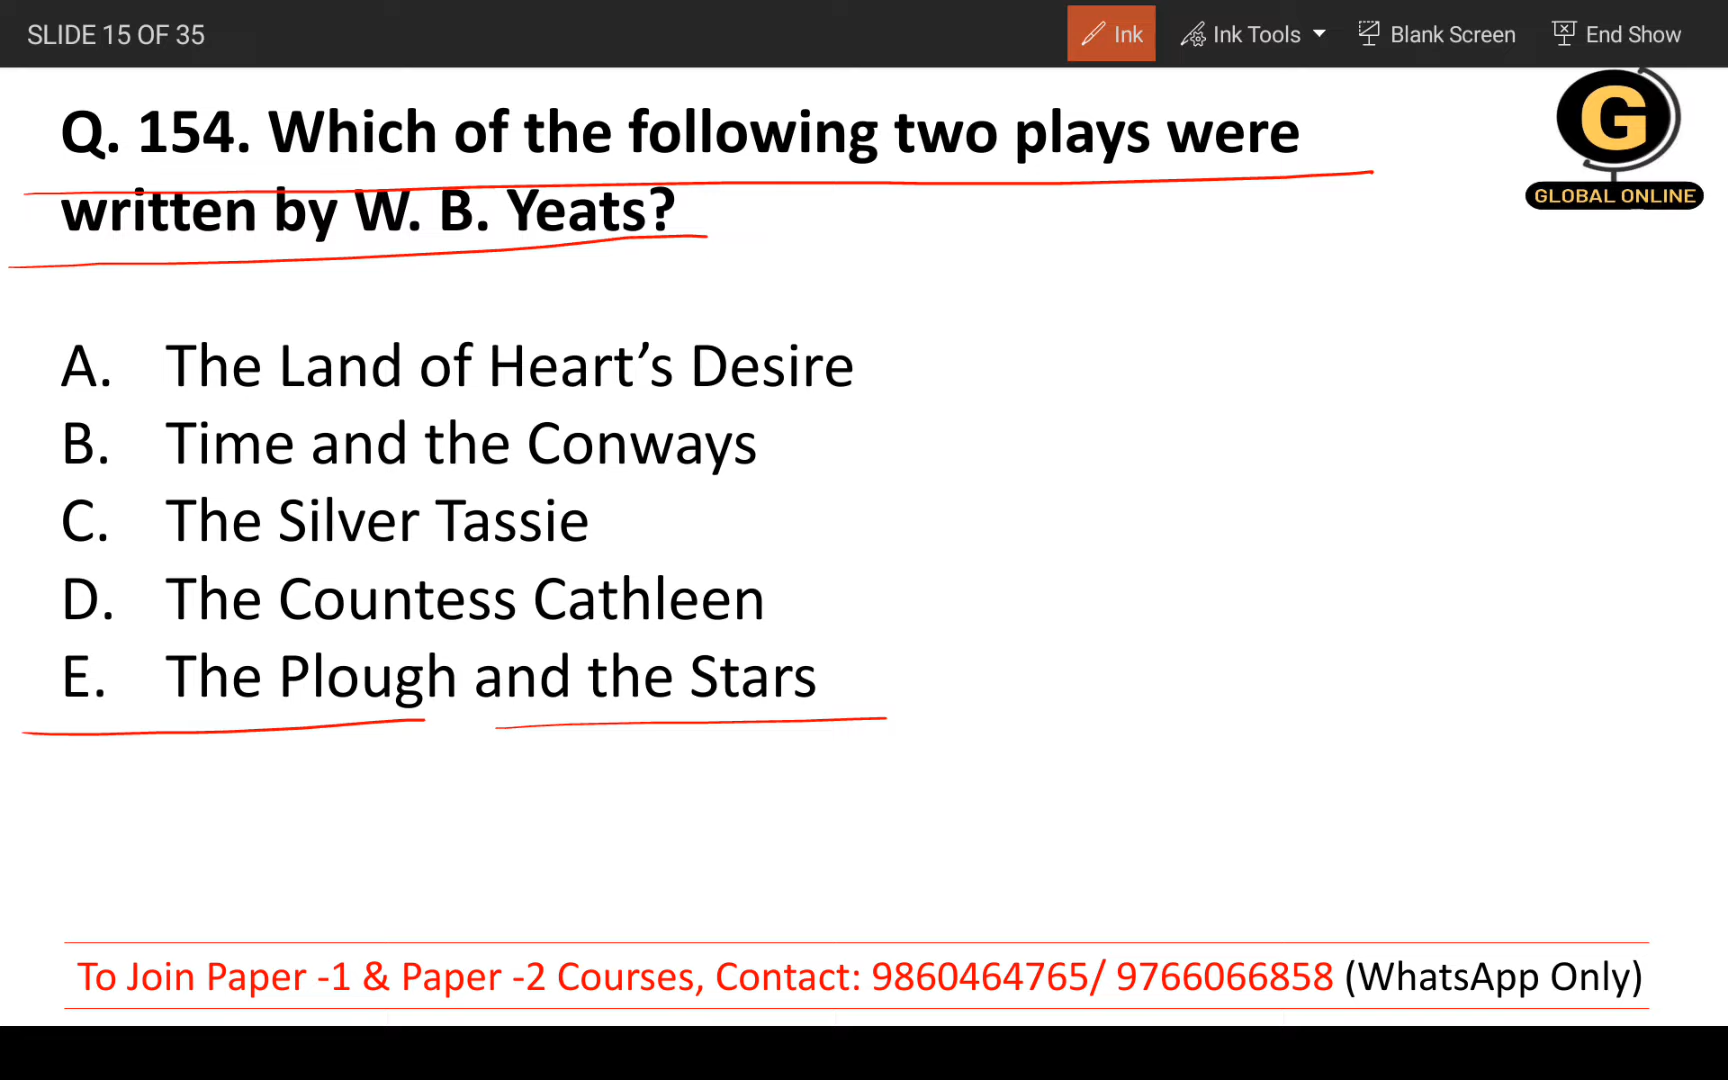 SLIDE 15 OF 35
Ink
Ink Tools
Blank Screen
End Show
G
GLOBAL ONLINE
Q. 154. Which of the following two plays were
written by W. B. Yeats?
A. The Land of Heart’s Desire
B. Time and the Conways
C. The Silver Tassie
D. The Countess Cathleen
E. The Plough and the Stars
To Join Paper -1 & Paper -2 Courses, Contact: 9860464765/ 9766066858 (WhatsApp Only)